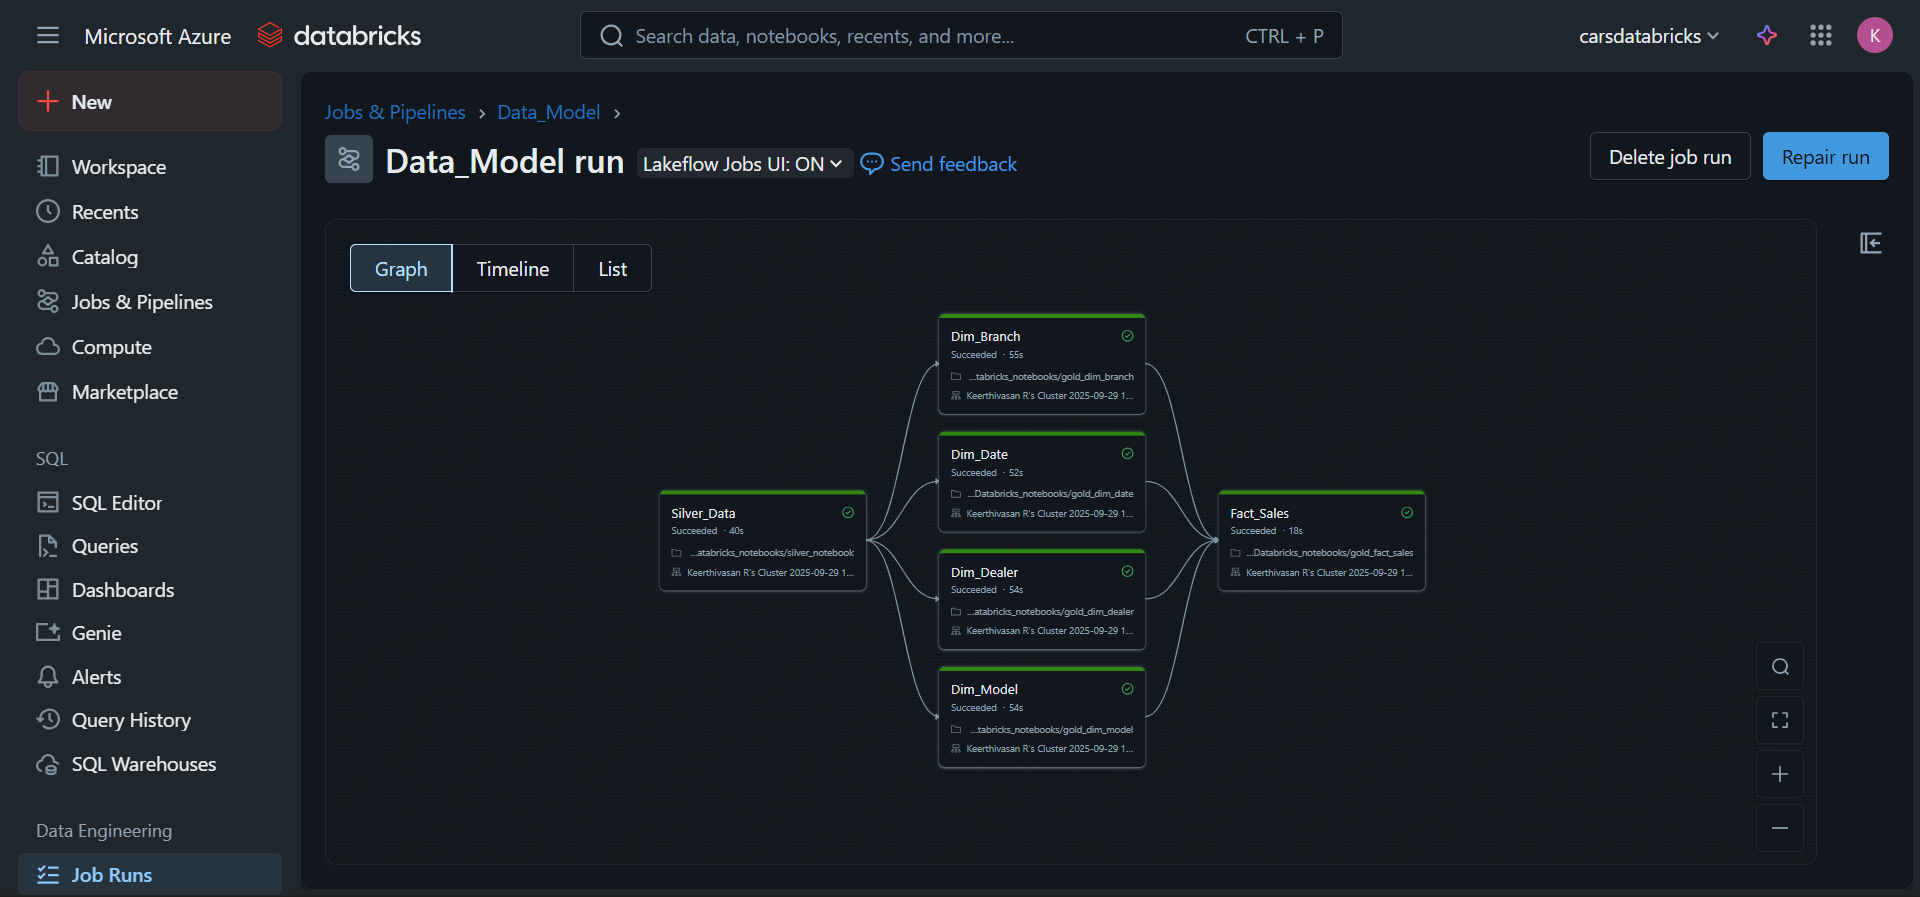 Microsoft Azure
databricks
Search data, notebooks, recents, and more...
CTRL + P
carsdatabricks
K
New
Workspace
Recents
Catalog
Jobs & Pipelines
Compute
Marketplace
SQL
SQL Editor
Queries
Dashboards
Genie
Alerts
Query History
SQL Warehouses
Data Engineering
Job Runs
Jobs & Pipelines › Data_Model ›
Data_Model run
Lakeflow Jobs UI: ON
Send feedback
Delete job run
Repair run
Graph
Timeline
List
Silver_Data
Succeeded · 40s
...atabricks_notebooks/silver_notebook
Keerthivasan R's Cluster 2025-09-29 1...
Dim_Branch
Succeeded · 55s
...tabricks_notebooks/gold_dim_branch
Keerthivasan R's Cluster 2025-09-29 1...
Dim_Date
Succeeded · 52s
...Databricks_notebooks/gold_dim_date
Keerthivasan R's Cluster 2025-09-29 1...
Dim_Dealer
Succeeded · 54s
...atabricks_notebooks/gold_dim_dealer
Keerthivasan R's Cluster 2025-09-29 1...
Dim_Model
Succeeded · 54s
...tabricks_notebooks/gold_dim_model
Keerthivasan R's Cluster 2025-09-29 1...
Fact_Sales
Succeeded · 18s
...Databricks_notebooks/gold_fact_sales
Keerthivasan R's Cluster 2025-09-29 1...